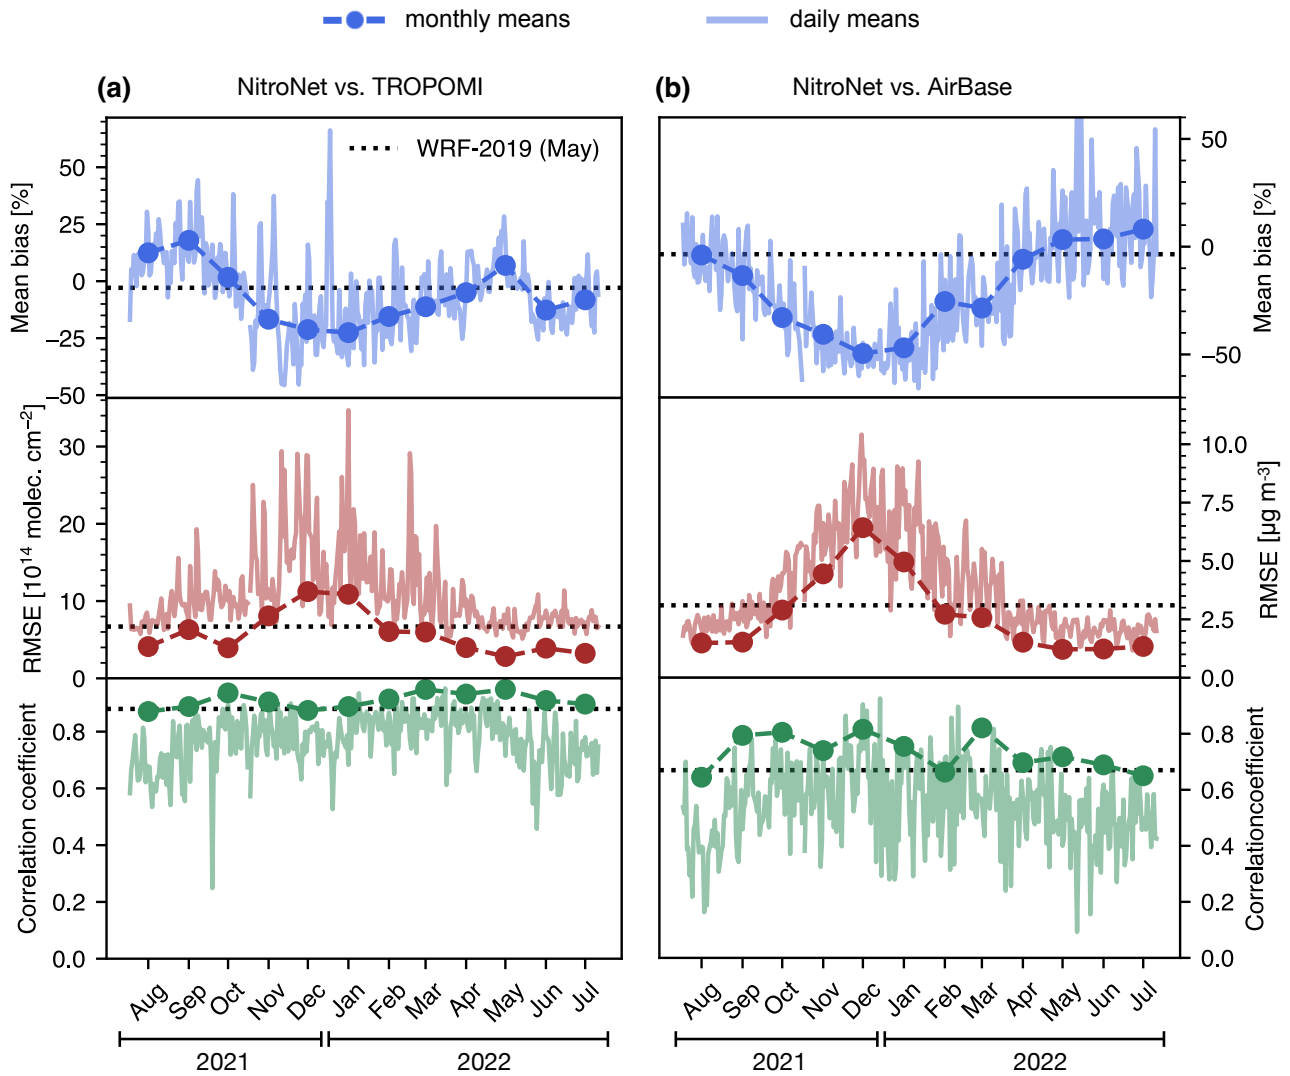 monthly means
daily means
(a) NitroNet vs. TROPOMI
(b) NitroNet vs. AirBase
WRF-2019 (May)
Mean bias [%]
50
25
0
−25
−50
50
0
−50
Mean bias [%]
RMSE [10¹⁴ molec. cm⁻²]
30
20
10
0
10.0
7.5
5.0
2.5
0.0
RMSE [µg m⁻³]
Correlation coefficient
0.8
0.6
0.4
0.2
0.0
0.8
0.6
0.4
0.2
0.0
Correlationcoefficient
Aug Sep Oct Nov Dec Jan Feb Mar Apr May Jun Jul
Aug Sep Oct Nov Dec Jan Feb Mar Apr May Jun Jul
2021 2022
2021 2022